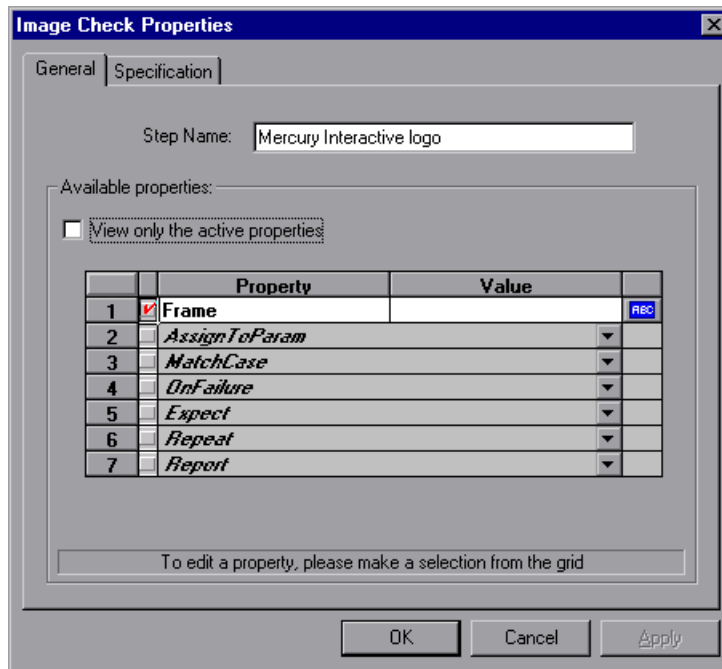 Image Check Properties
General Specification
Step Name: Mercury Interactive logo
Available properties:
View only the active properties
Property Value
1 Frame ABC
2 AssignToParam
3 MatchCase
4 OnFailure
5 Expect
6 Repeat
7 Report
To edit a property, please make a selection from the grid
OK Cancel Apply